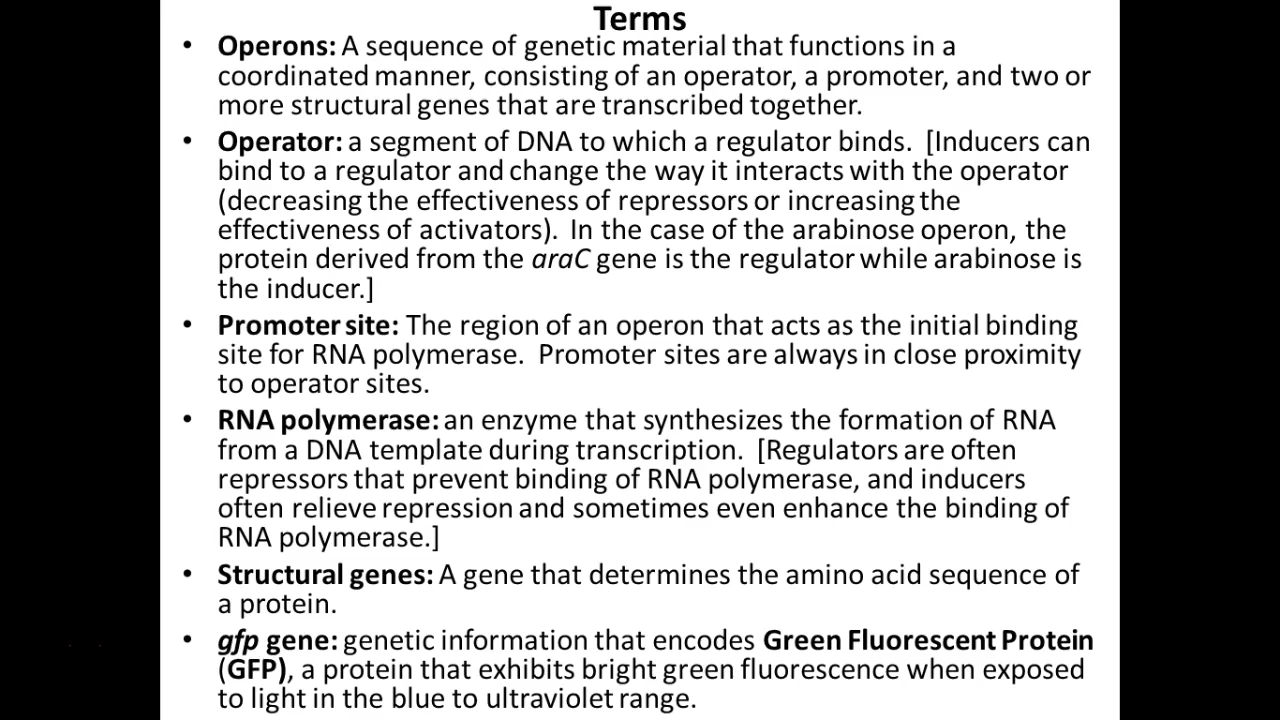 Terms
• Operons: A sequence of genetic material that functions in a
coordinated manner, consisting of an operator, a promoter, and two or
more structural genes that are transcribed together.
• Operator: a segment of DNA to which a regulator binds. [Inducers can
bind to a regulator and change the way it interacts with the operator
(decreasing the effectiveness of repressors or increasing the
effectiveness of activators). In the case of the arabinose operon, the
protein derived from the araC gene is the regulator while arabinose is
the inducer.]
• Promoter site: The region of an operon that acts as the initial binding
site for RNA polymerase. Promoter sites are always in close proximity
to operator sites.
• RNA polymerase: an enzyme that synthesizes the formation of RNA
from a DNA template during transcription. [Regulators are often
repressors that prevent binding of RNA polymerase, and inducers
often relieve repression and sometimes even enhance the binding of
RNA polymerase.]
• Structural genes: A gene that determines the amino acid sequence of
a protein.
• gfp gene: genetic information that encodes Green Fluorescent Protein
(GFP), a protein that exhibits bright green fluorescence when exposed
to light in the blue to ultraviolet range.